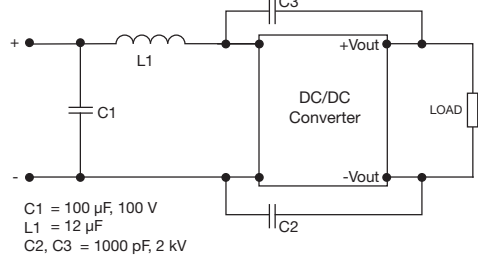 C3
+
+Vout
L1
DC/DC
Converter
C1
LOAD
-
-Vout
C2
C1 = 100 µF, 100 V
L1 = 12 µF
C2, C3 = 1000 pF, 2 kV